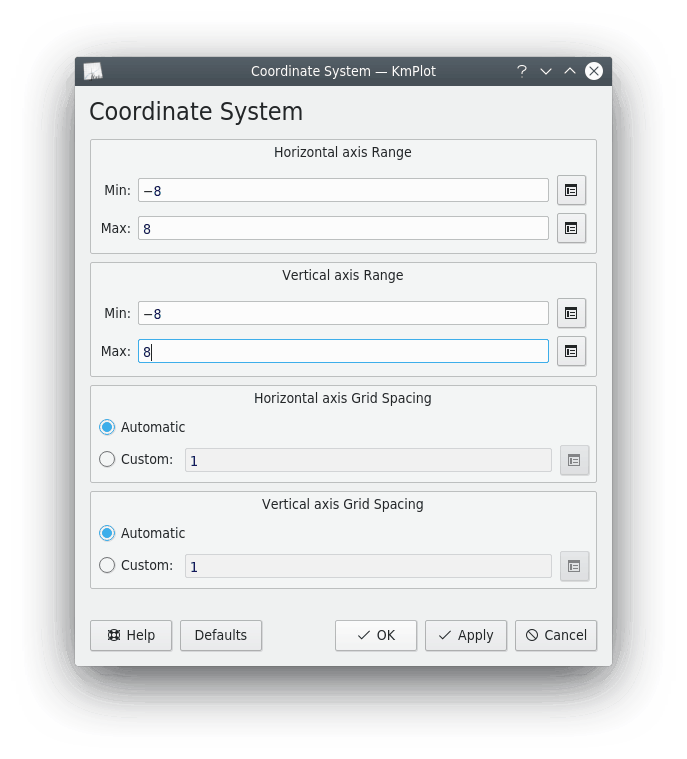 Coordinate System — KmPlot
Coordinate System
Horizontal axis Range
Min: −8
Max: 8
Vertical axis Range
Min: −8
Max: 8
Horizontal axis Grid Spacing
Automatic
Custom: 1
Vertical axis Grid Spacing
Automatic
Custom: 1
Help Defaults OK Apply Cancel